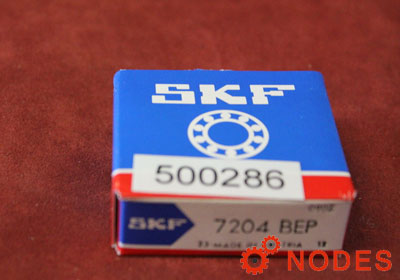 SKF
500286
SKF 7204 BEP
MADE IN AUSTRIA
NODES